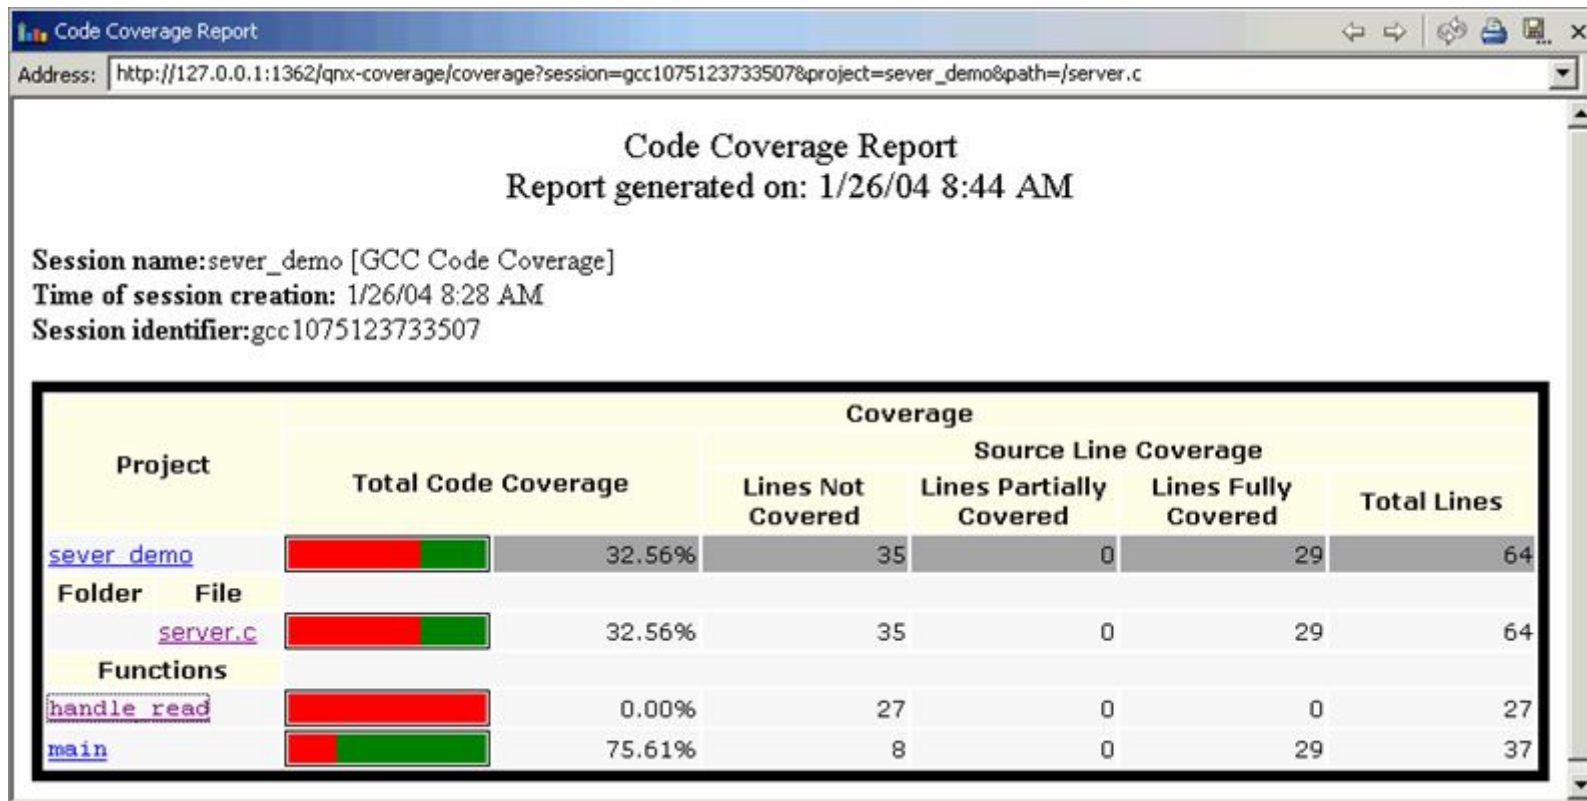 Code Coverage Report
Address: http://127.0.0.1:1362/qnx-coverage/coverage?session=gcc1075123733507&project=sever_demo&path=/server.c
Code Coverage Report
Report generated on: 1/26/04 8:44 AM
Session name:sever_demo [GCC Code Coverage]
Time of session creation: 1/26/04 8:28 AM
Session identifier:gcc1075123733507
Project
Coverage
Total Code Coverage
Source Line Coverage
Lines Not Covered
Lines Partially Covered
Lines Fully Covered
Total Lines
sever_demo 32.56% 35 0 29 64
Folder File
server.c 32.56% 35 0 29 64
Functions
handle_read 0.00% 27 0 0 27
main 75.61% 8 0 29 37